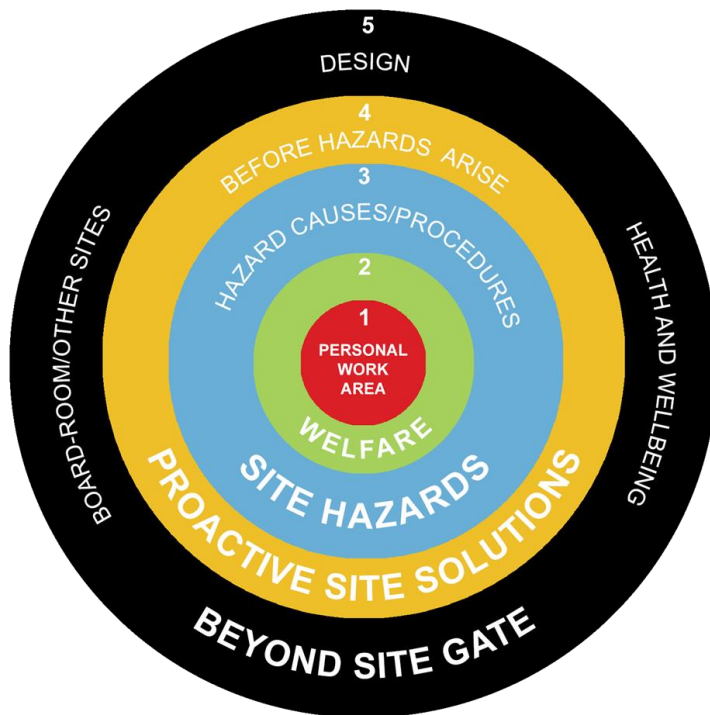 5
DESIGN
BOARD-ROOM/OTHER SITES
HEALTH AND WELLBEING
4
BEFORE HAZARDS ARISE
3
HAZARD CAUSES/PROCEDURES
2
1
PERSONAL
WORK
AREA
WELFARE
SITE HAZARDS
PROACTIVE SITE SOLUTIONS
BEYOND SITE GATE